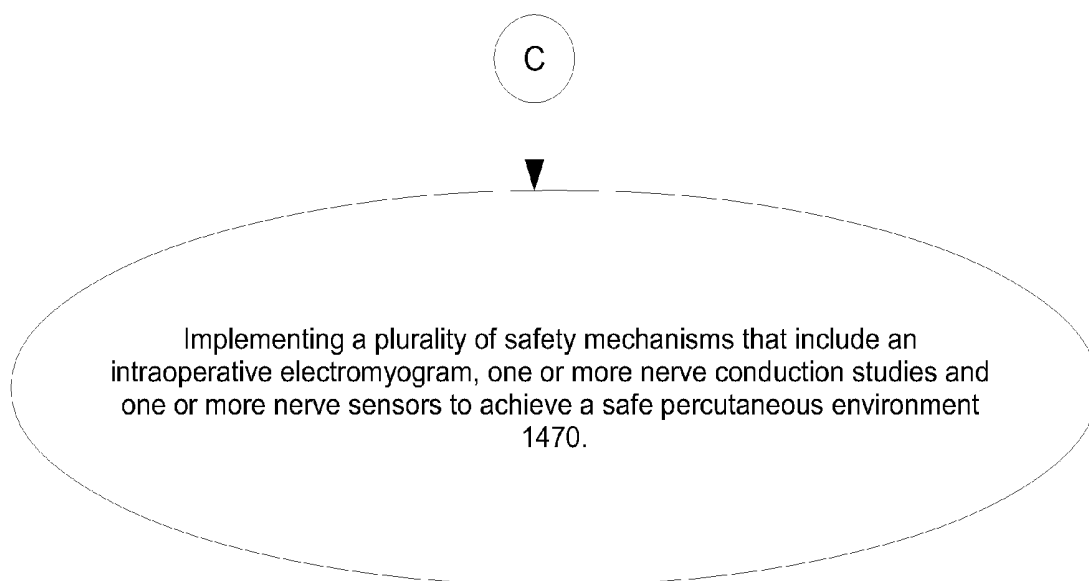 C
Implementing a plurality of safety mechanisms that include an
intraoperative electromyogram, one or more nerve conduction studies and
one or more nerve sensors to achieve a safe percutaneous environment
1470.